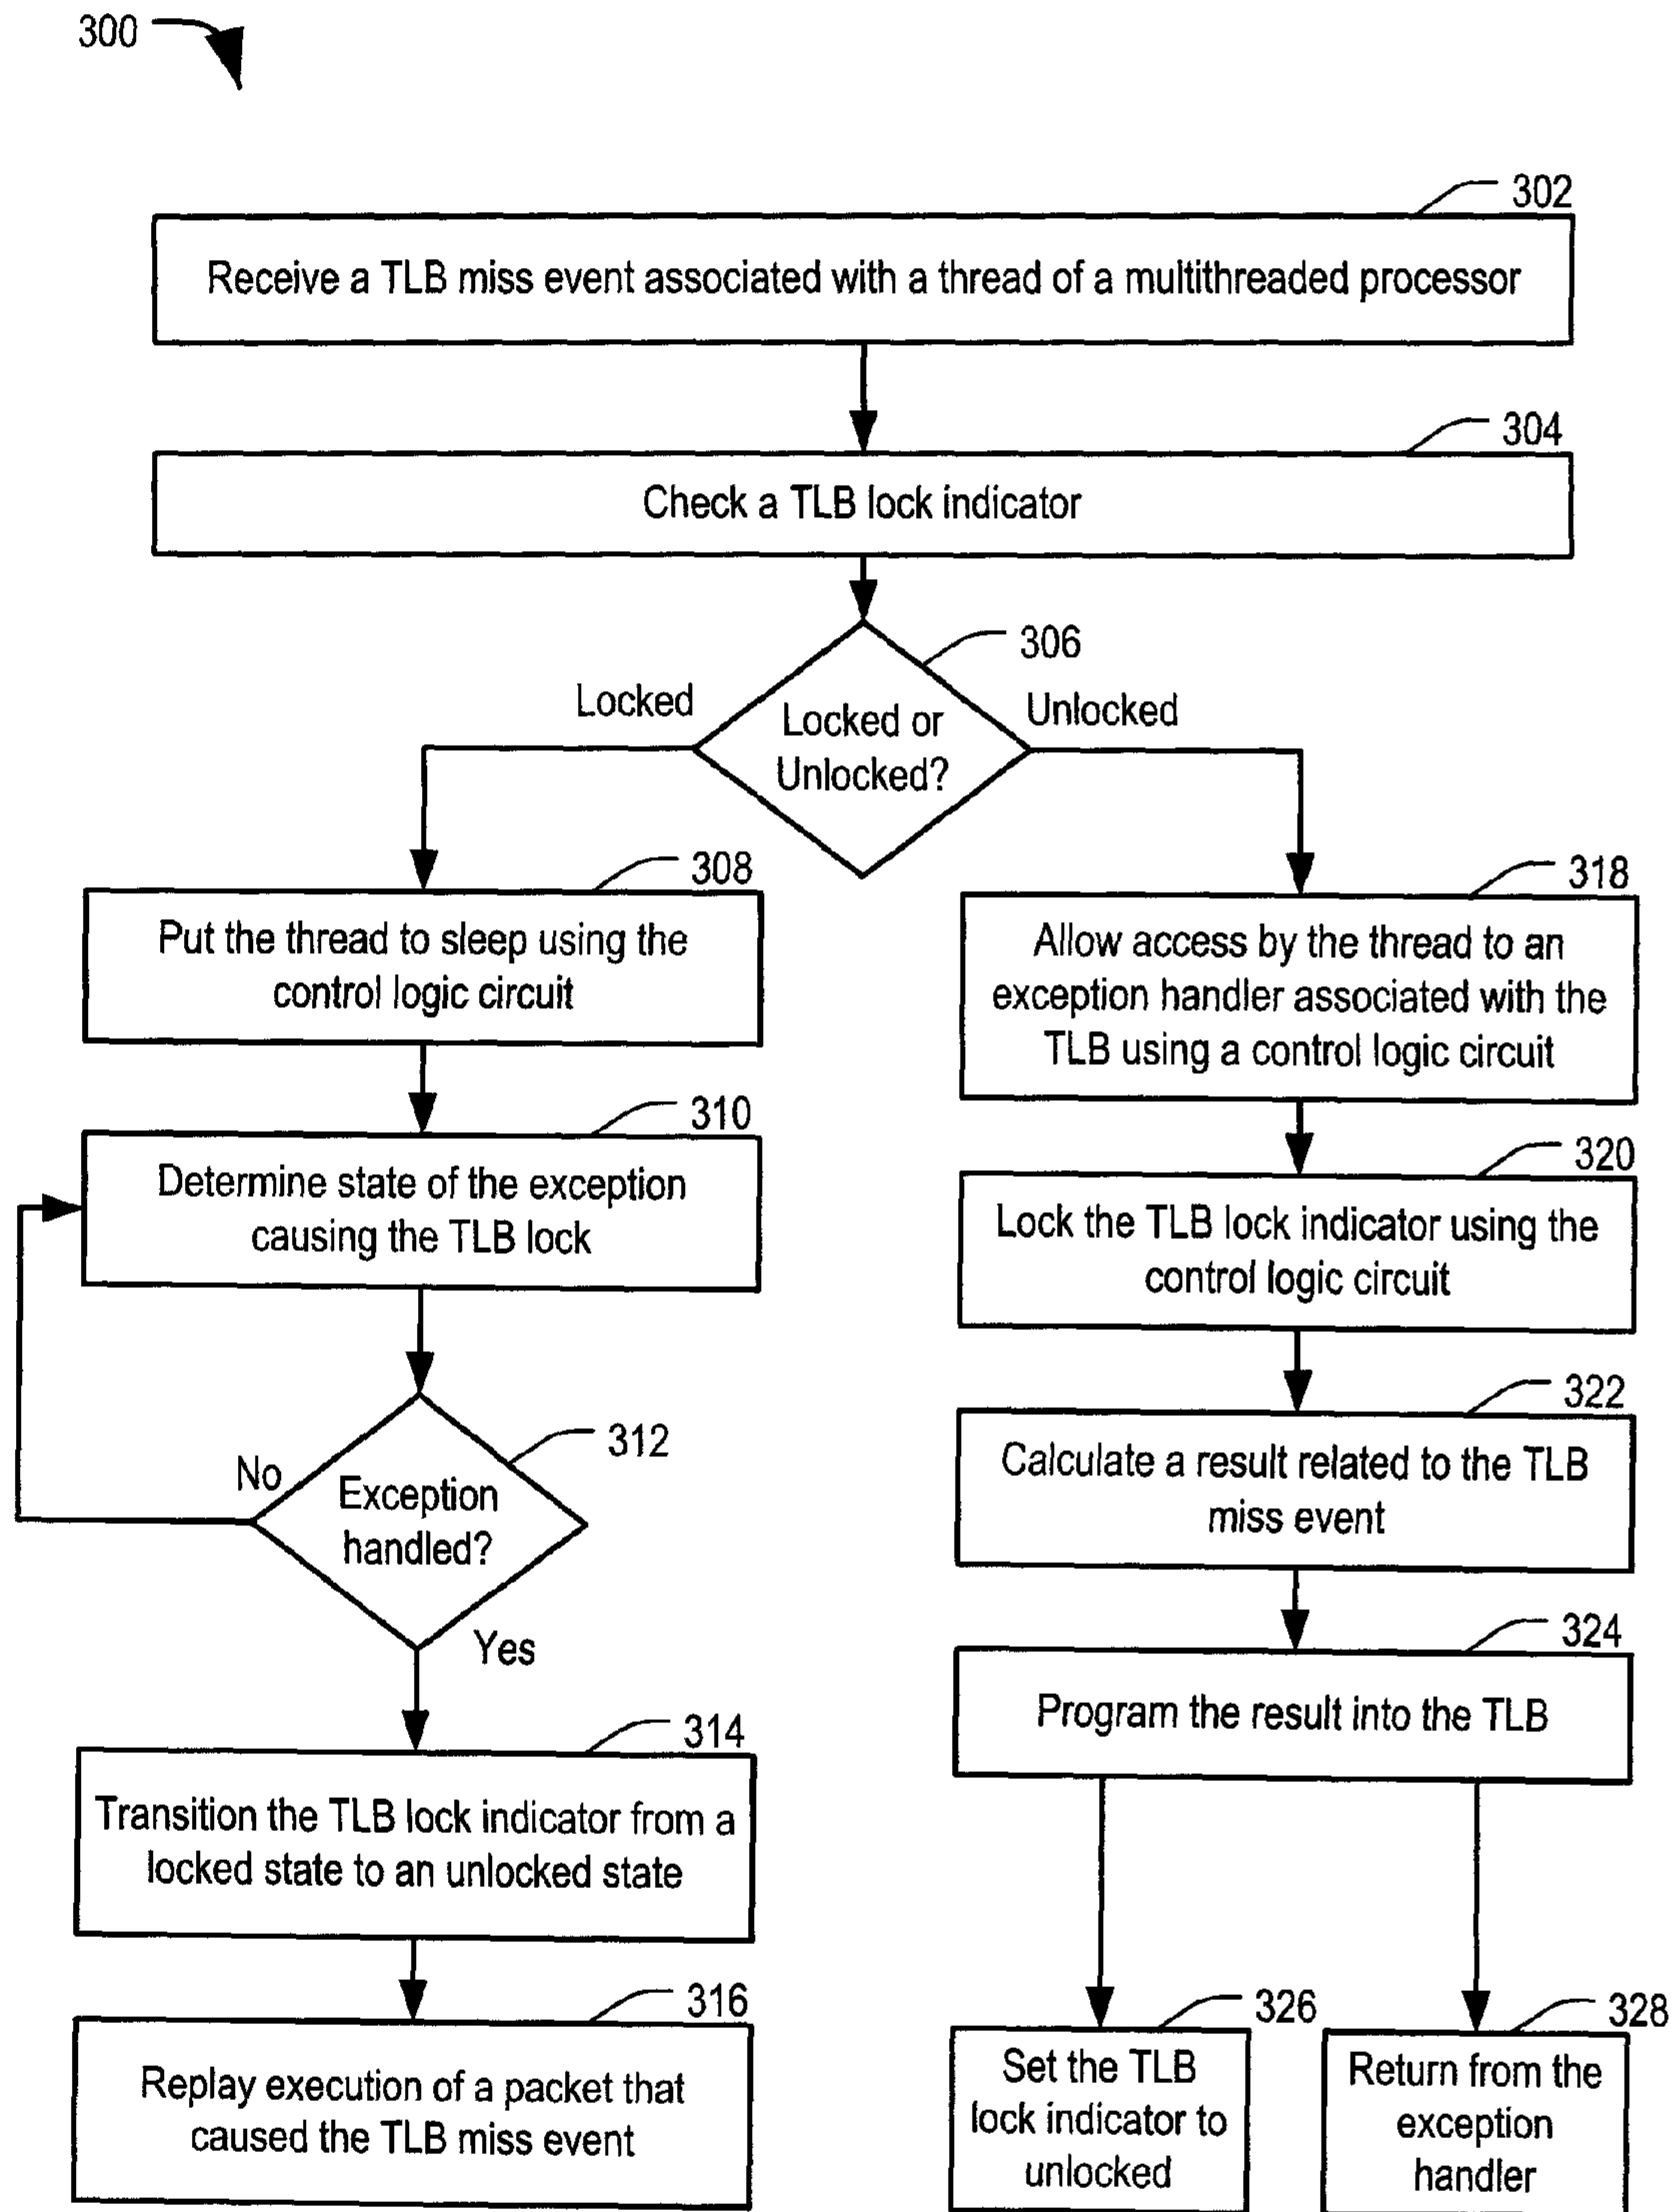 300
302
Receive a TLB miss event associated with a thread of a multithreaded processor
304
Check a TLB lock indicator
306
Locked
Locked or
Unlocked?
Unlocked
308
Put the thread to sleep using the
control logic circuit
310
Determine state of the exception
causing the TLB lock
312
No
Exception
handled?
Yes
314
Transition the TLB lock indicator from a
locked state to an unlocked state
316
Replay execution of a packet that
caused the TLB miss event
318
Allow access by the thread to an
exception handler associated with the
TLB using a control logic circuit
320
Lock the TLB lock indicator using the
control logic circuit
322
Calculate a result related to the TLB
miss event
324
Program the result into the TLB
326
Set the TLB
lock indicator to
unlocked
328
Return from the
exception
handler